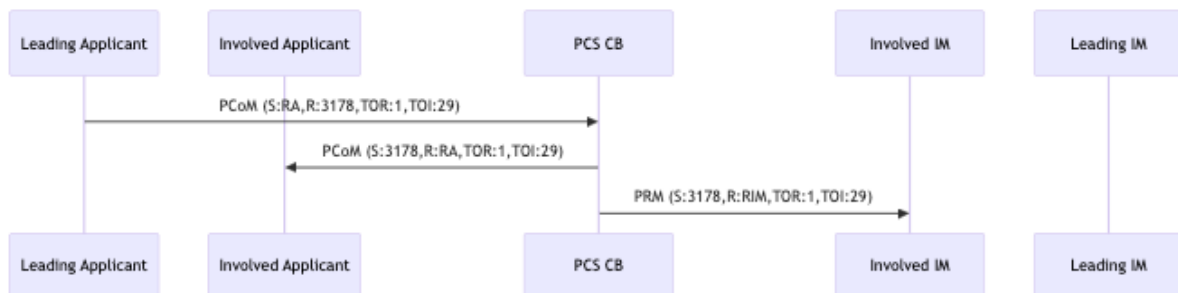 Leading Applicant
Involved Applicant
PCS CB
Involved IM
Leading IM
PCoM (S:RA,R:3178,TOR:1,TOI:29)
PCoM (S:3178,R:RA,TOR:1,TOI:29)
PRM (S:3178,R:RIM,TOR:1,TOI:29)
Leading Applicant
Involved Applicant
PCS CB
Involved IM
Leading IM